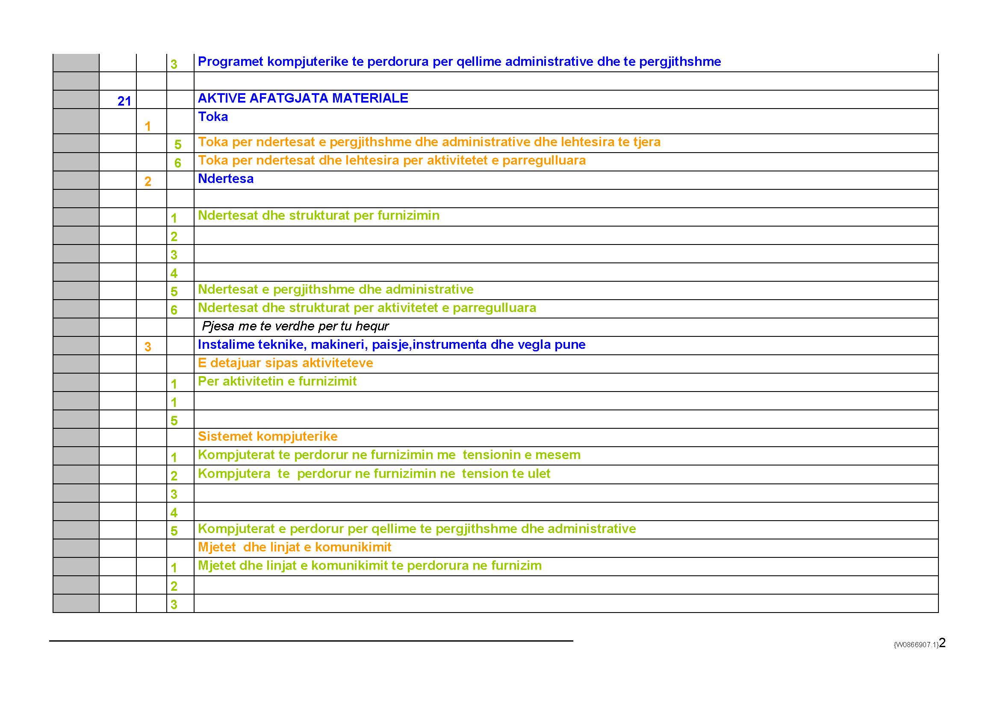 3 Programet kompjuterike te perdorura per qellime administrative dhe te pergjithshme
21 AKTIVE AFATGJATA MATERIALE
1 Toka
5 Toka per ndertesat e pergjithshme dhe administrative dhe lehtesira te tjera
6 Toka per ndertesat dhe lehtesira per aktivitetet e parregulluara
2 Ndertesa
1 Ndertesat dhe strukturat per furnizimin
2
3
4
5 Ndertesat e pergjithshme dhe administrative
6 Ndertesat dhe strukturat per aktivitetet e parregulluara
Pjesa me te verdhe per tu hequr
3 Instalime teknike, makineri, paisje,instrumenta dhe vegla pune
E detajuar sipas aktiviteteve
1 Per aktivitetin e furnizimit
1
5
Sistemet kompjuterike
1 Kompjuterat te perdorur ne furnizimin me tensionin e mesem
2 Kompjutera te perdorur ne furnizimin ne tension te ulet
3
4
5 Kompjuterat e perdorur per qellime te pergjithshme dhe administrative
Mjetet dhe linjat e komunikimit
1 Mjetet dhe linjat e komunikimit te perdorura ne furnizim
2
3
{W0866907.1}2